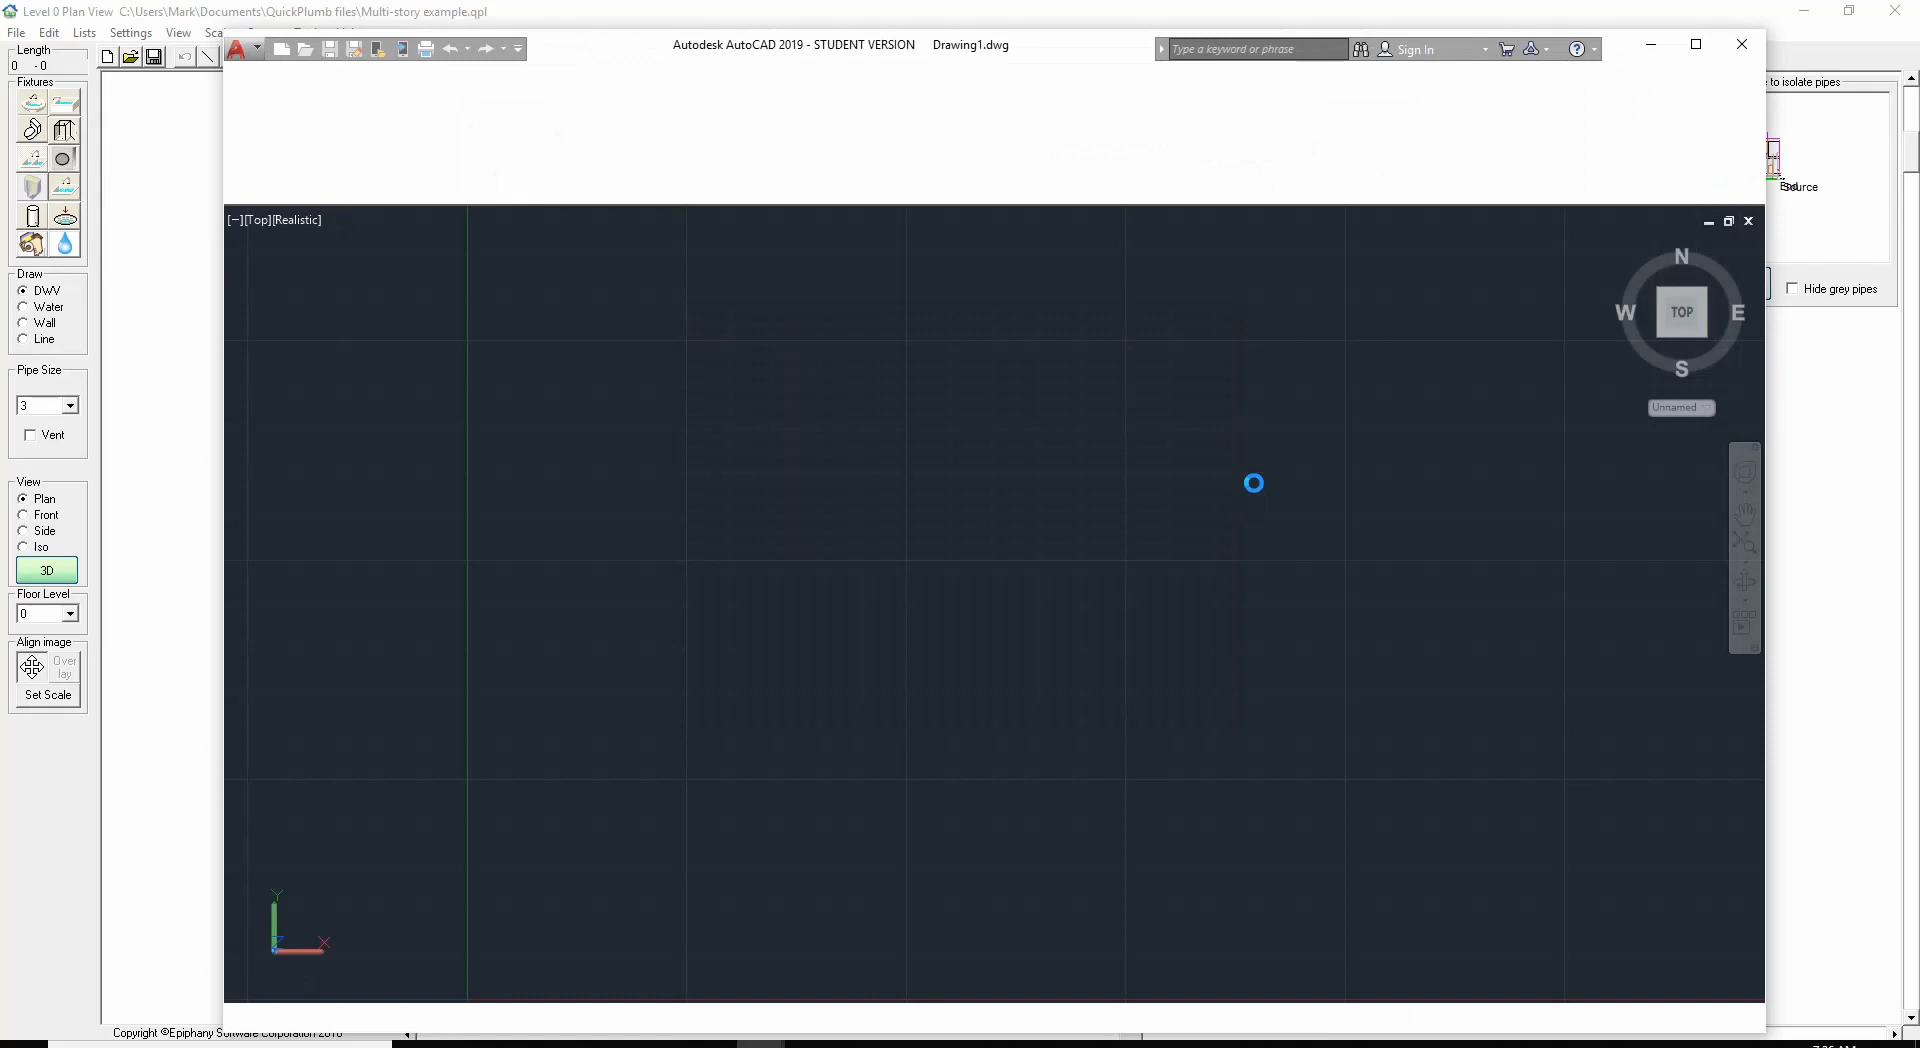 Level 0 Plan View  C:\Users\Mark\Documents\QuickPlumb files\Multi-story example.qpl
File Edit Lists Settings View
Autodesk AutoCAD 2019 - STUDENT VERSION Drawing1.dwg
Type a keyword or phrase
Sign In
Length
0 -0
Fixtures
to isolate pipes
Source
Hide grey pipes
Draw
DWV
Water
Wall
Line
Pipe Size
3
Vent
View
Plan
Front
Side
Iso
3D
Floor Level
0
Align image
Over
lay
Set Scale
[−][Top][Realistic]
N
W TOP E
S
Unnamed
Y
X